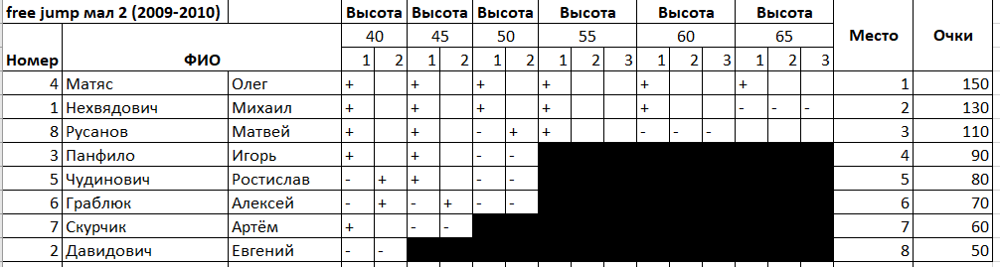 free jump мал 2 (2009-2010) Высота Высота Высота Высота Высота Высота
40 45 50 55 60 65 Место Очки
Номер ФИО 1 2 1 2 1 2 1 2 3 1 2 3 1 2 3
4 Матяс Олег + + + + + + 1 150
1 Нехвядович Михаил + + + + + - - - 2 130
8 Русанов Матвей + + - + + - - - 3 110
3 Панфило Игорь + + - - 4 90
5 Чудинович Ростислав - + + - - 5 80
6 Граблюк Алексей - + - + - - 6 70
7 Скурчик Артём + - - 7 60
2 Давидович Евгений - - 8 50